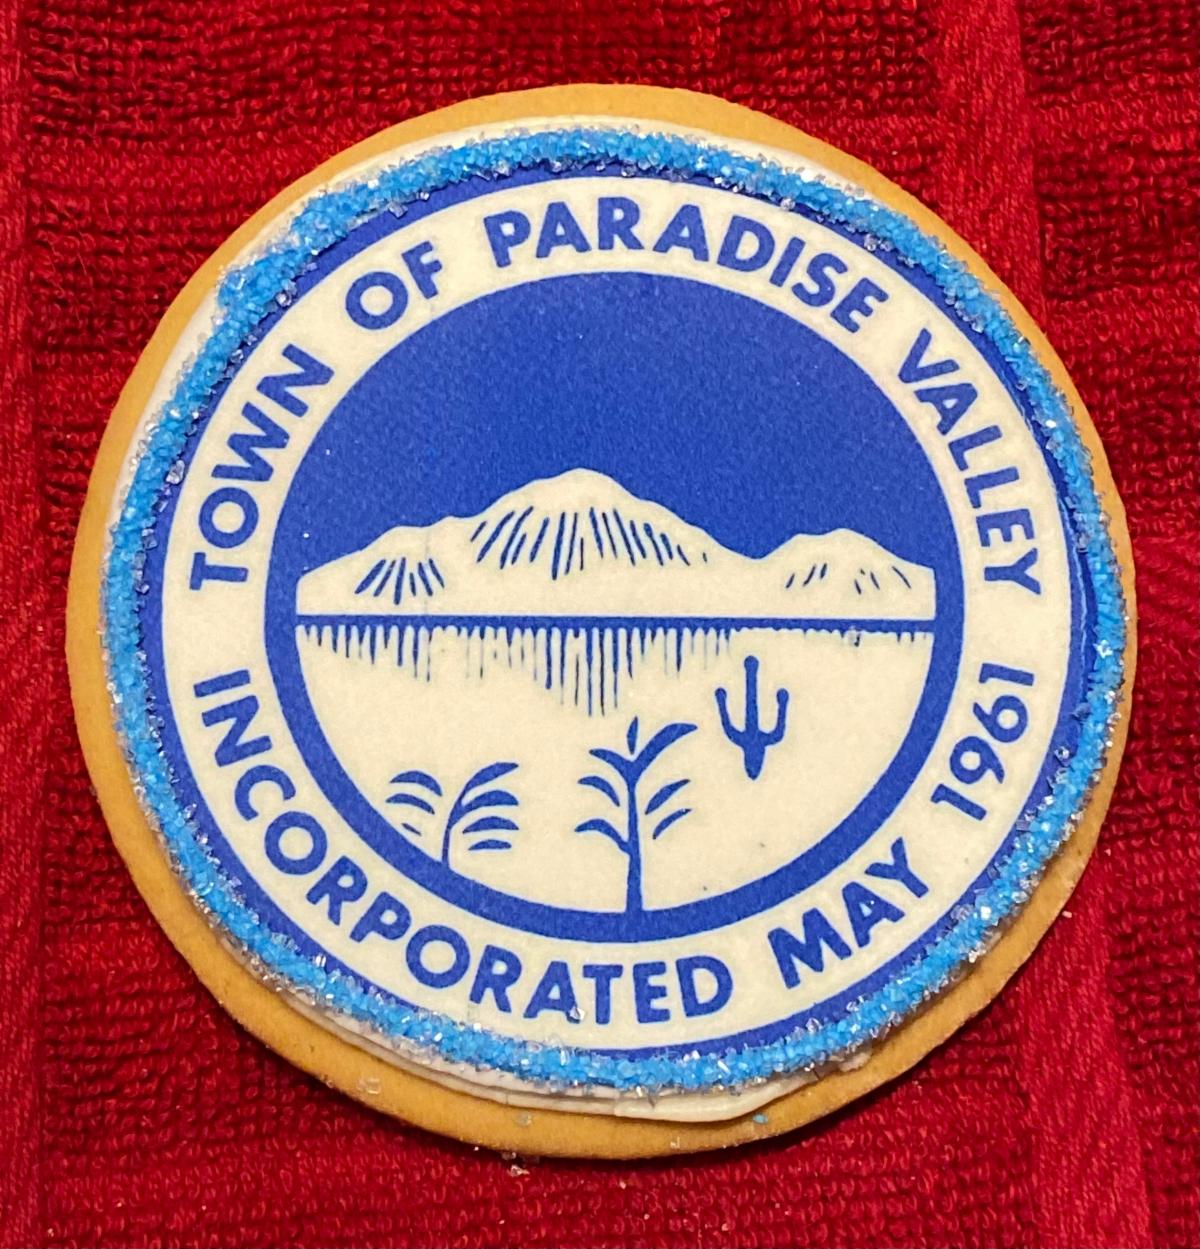 TOWN OF PARADISE VALLEY
INCORPORATED MAY 1961